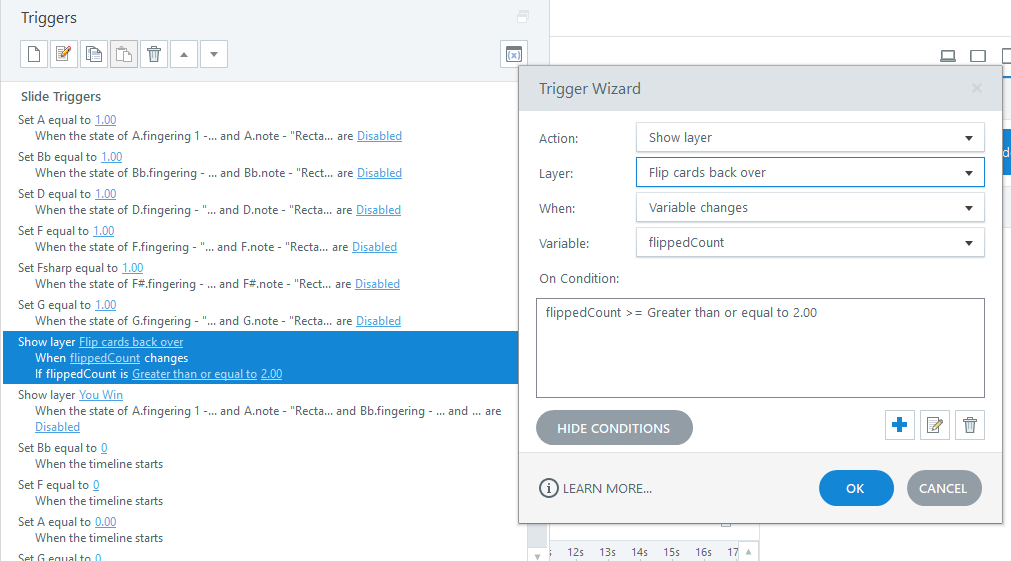 Triggers
Slide Triggers
Set A equal to 1.00
When the state of A.fingering 1 -... and A.note - "Recta... are Disabled
Set Bb equal to 1.00
When the state of Bb.fingering - ... and Bb.note - "Rect... are Disabled
Set D equal to 1.00
When the state of D.fingering - "... and D.note - "Recta... are Disabled
Set F equal to 1.00
When the state of F.fingering - "... and F.note - "Recta... are Disabled
Set Fsharp equal to 1.00
When the state of F#.fingering - ... and F#.note - "Rect... are Disabled
Set G equal to 1.00
When the state of G.fingering - "... and G.note - "Recta... are Disabled
Show layer Flip cards back over
When flippedCount changes
If flippedCount is Greater than or equal to 2.00
Show layer You Win
When the state of A.fingering 1 -... and A.note - "Recta... and Bb.fingering - ... and ... are
Disabled
Set Bb equal to 0
When the timeline starts
Set F equal to 0
When the timeline starts
Set A equal to 0.00
When the timeline starts
Set G equal to 0
(x)
Trigger Wizard
Action: Show layer
Layer: Flip cards back over
When: Variable changes
Variable: flippedCount
On Condition:
flippedCount >= Greater than or equal to 2.00
HIDE CONDITIONS
LEARN MORE...
OK
CANCEL
12s 13s 14s 15s 16s 17